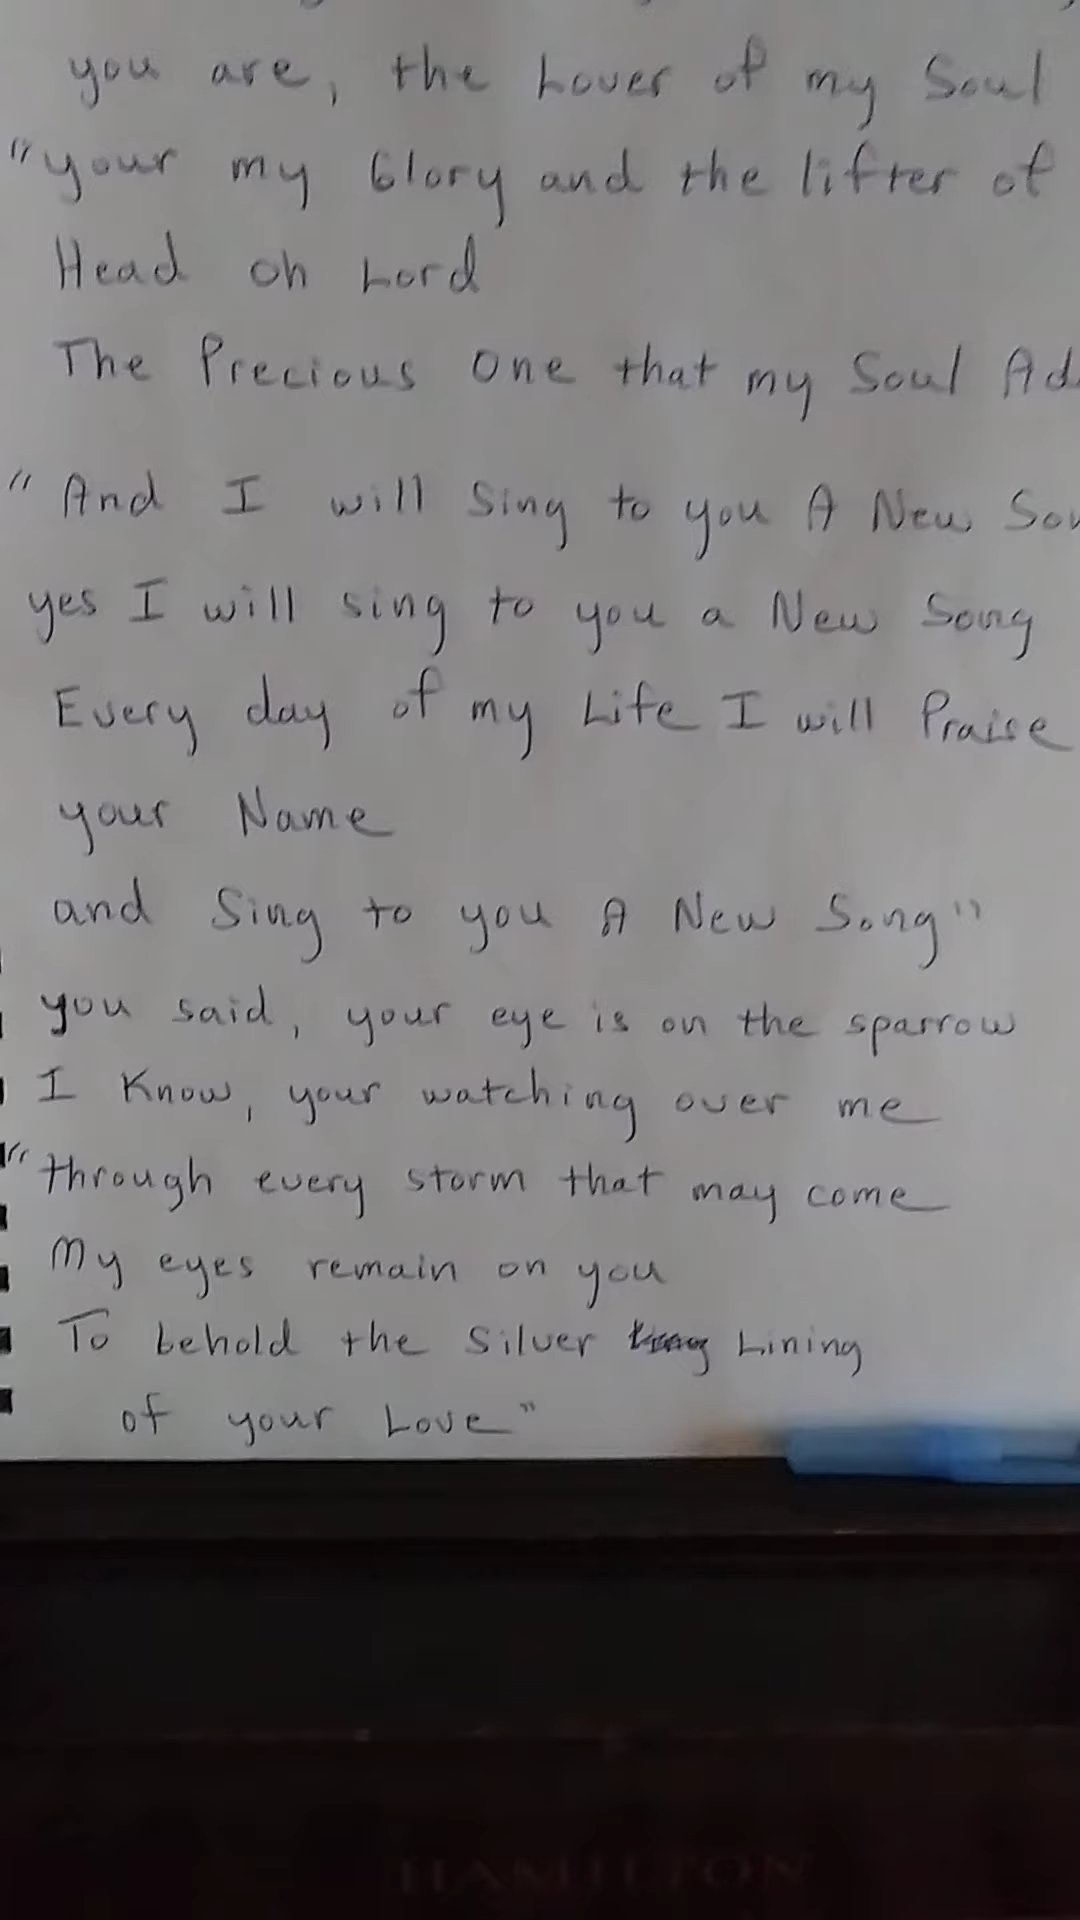 you are, the Lover of my Soul
"your my Glory and the lifter of
Head oh Lord
The Precious One that my Soul
"And I will Sing to you A New
yes I will sing to you a New Song
Every day of my Life I will Praise
your Name
and Sing to you A New Song"
you said, your eye is on the sparrow
I Know, your watching over me
"through every storm that may come
My eyes remain on you
To behold the Silver Lining
of your Love"
HAMILTON